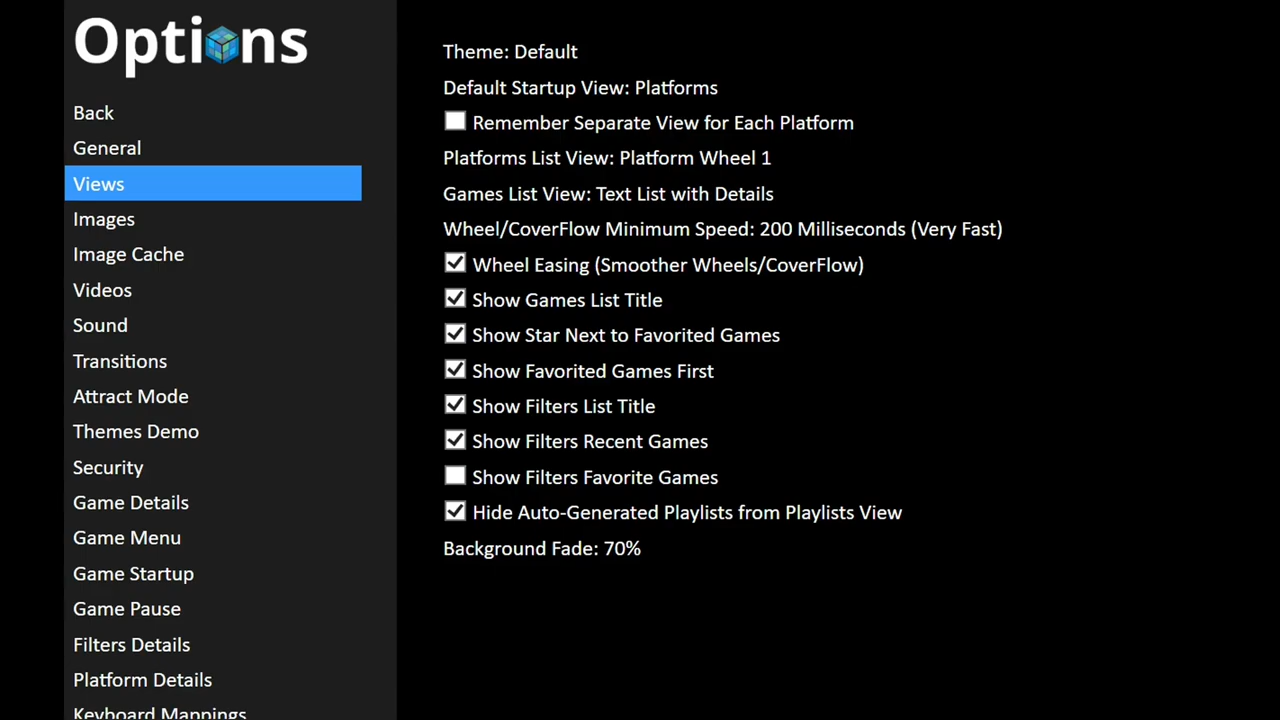 Options
Back
General
Views
Images
Image Cache
Videos
Sound
Transitions
Attract Mode
Themes Demo
Security
Game Details
Game Menu
Game Startup
Game Pause
Filters Details
Platform Details
Keyboard Mappings
Theme: Default
Default Startup View: Platforms
Remember Separate View for Each Platform
Platforms List View: Platform Wheel 1
Games List View: Text List with Details
Wheel/CoverFlow Minimum Speed: 200 Milliseconds (Very Fast)
Wheel Easing (Smoother Wheels/CoverFlow)
Show Games List Title
Show Star Next to Favorited Games
Show Favorited Games First
Show Filters List Title
Show Filters Recent Games
Show Filters Favorite Games
Hide Auto-Generated Playlists from Playlists View
Background Fade: 70%